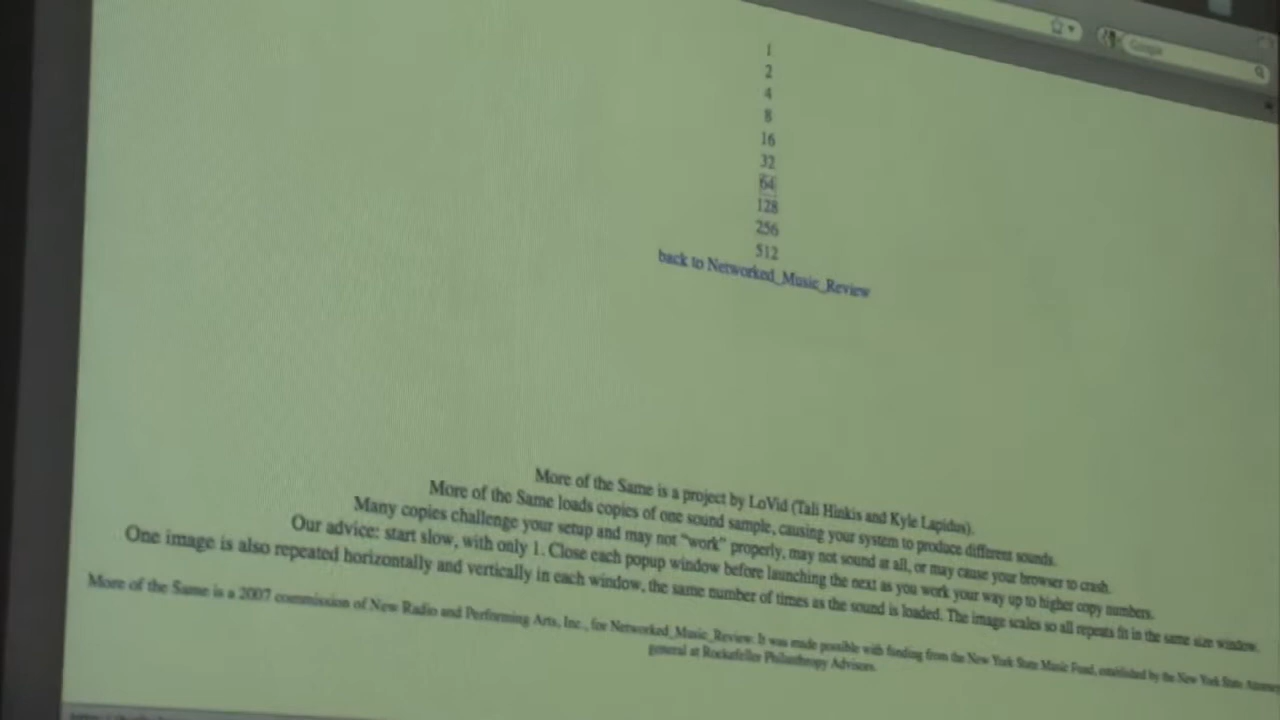 Google
1
2
4
8
16
32
64
128
256
512
back to Networked_Music_Review
More of the Same is a project by LoVid (Tali Hinkis and Kyle Lapidus).
More of the Same loads copies of one sound sample, causing your system to produce different sounds.
Many copies challenge your setup and may not "work" properly, may not sound at all, or may cause your browser to crash.
Our advice: start slow, with only 1. Close each popup window before launching the next as you work your way up to higher copy numbers.
One image is also repeated horizontally and vertically in each window, the same number of times as the sound is loaded. The image scales so all repeats fit in the same size window.
More of the Same is a 2007 commission of New Radio and Performing Arts, Inc., for Networked_Music_Review. It was made possible with funding from the New York State Music Fund, established by the New York State Attorney
general at Rockefeller Philanthropy Advisors.